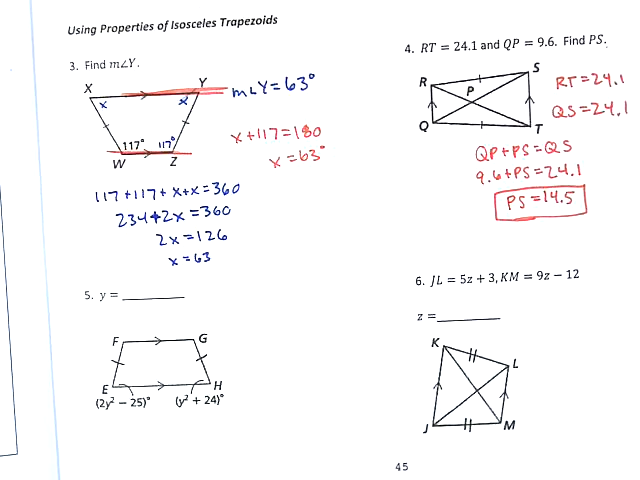 Using Properties of Isosceles Trapezoids
3. Find m∠Y.
X
Y
x
x
117°
117°
W
Z
m∠Y = 63°
x + 117 = 180
x = 63°
117 + 117 + x + x = 360
234 + 2x = 360
2x = 126
x = 63
4. RT = 24.1 and QP = 9.6. Find PS.
R
S
P
Q
T
RT = 24.1
QS = 24.1
QP + PS = QS
9.6 + PS = 24.1
PS = 14.5
5. y =
F
G
E
H
(2y² − 25)°
(y² + 24)°
6. JL = 5z + 3, KM = 9z − 12
z =
K
L
J
M
45